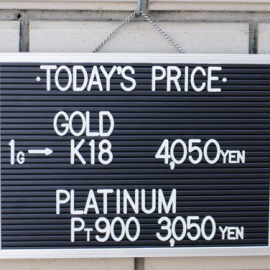 ·TODAY'S PRICE·
GOLD
1G→ K18 4,050YEN
PLATINUM
PT900 3,050YEN